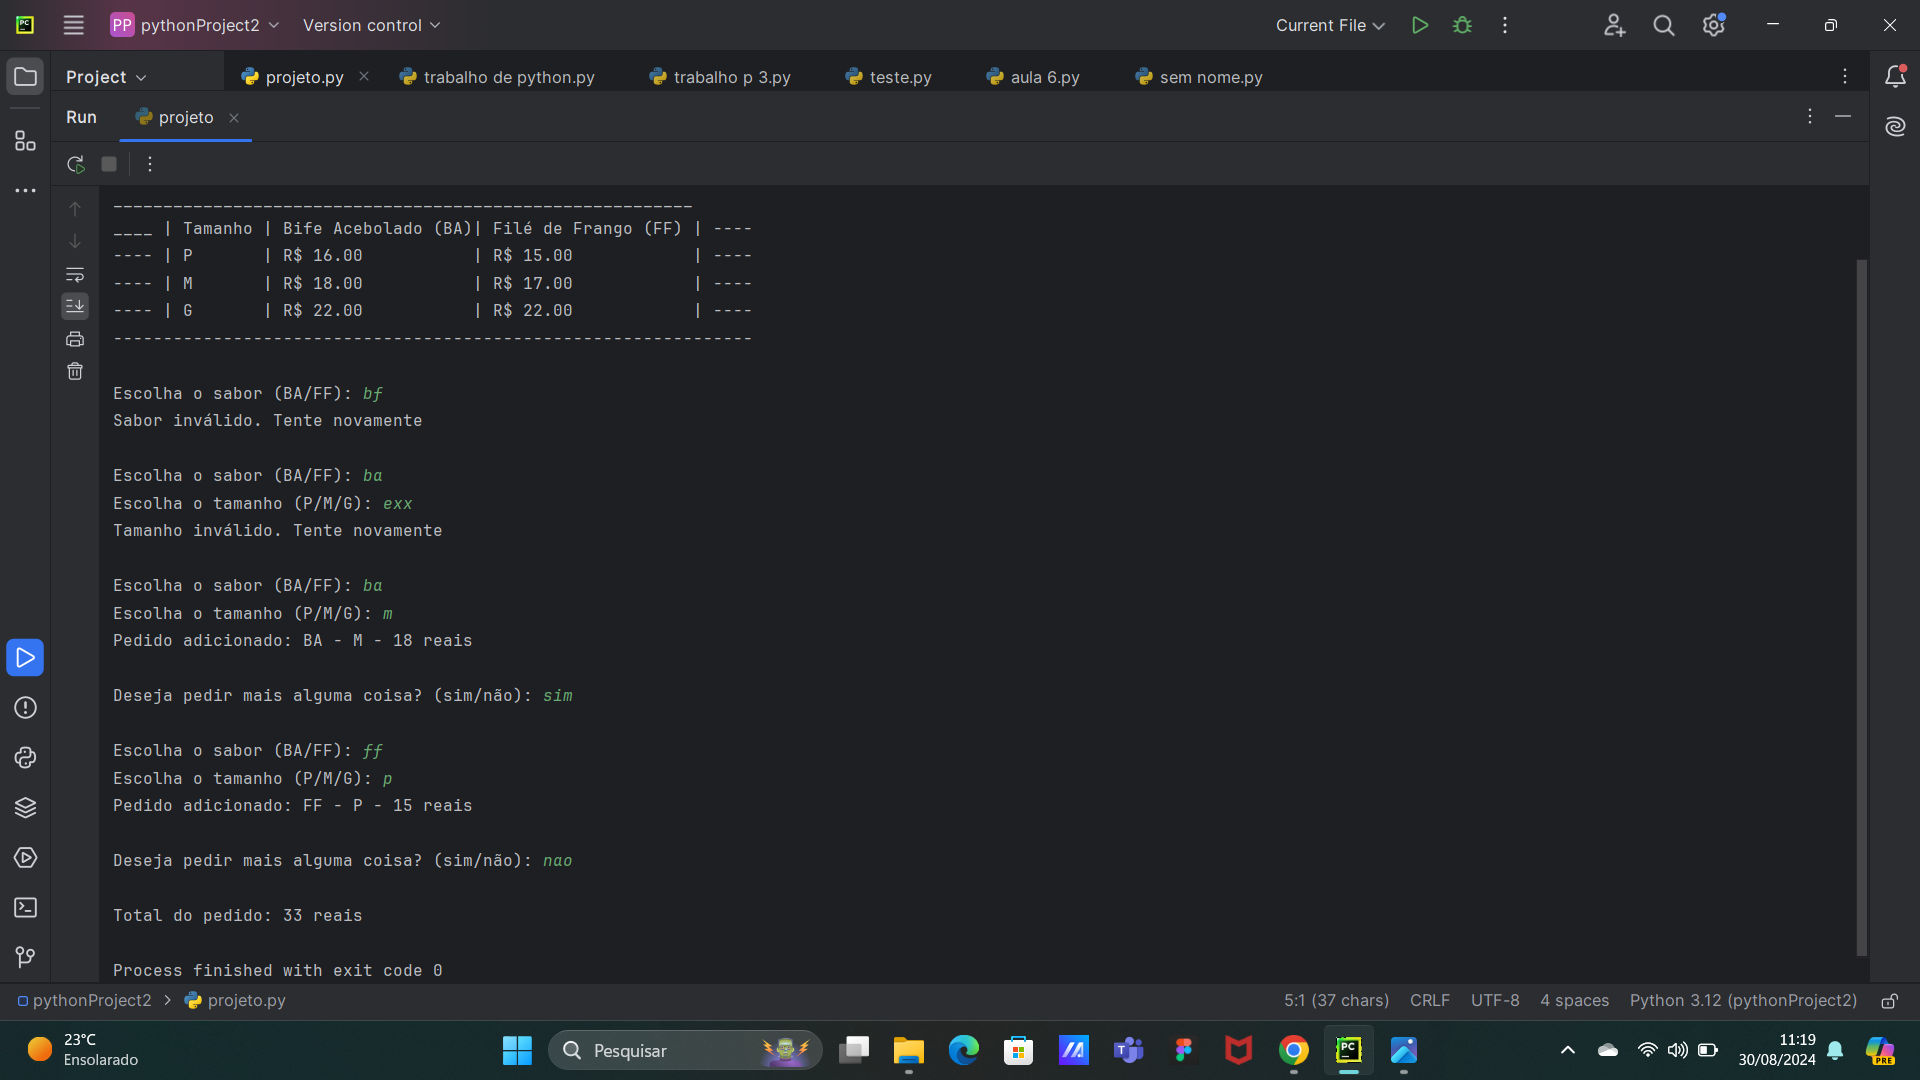 PP pythonProject2 Version control Current File
Project projeto.py trabalho de python.py trabalho p 3.py teste.py aula 6.py sem nome.py
Run projeto
----------------------------------------------------------
____ | Tamanho | Bife Acebolado (BA)| Filé de Frango (FF) | ----
---- | P       | R$ 16.00           | R$ 15.00            | ----
---- | M       | R$ 18.00           | R$ 17.00            | ----
---- | G       | R$ 22.00           | R$ 22.00            | ----
----------------------------------------------------------------
Escolha o sabor (BA/FF): bf
Sabor inválido. Tente novamente
Escolha o sabor (BA/FF): ba
Escolha o tamanho (P/M/G): exx
Tamanho inválido. Tente novamente
Escolha o sabor (BA/FF): ba
Escolha o tamanho (P/M/G): m
Pedido adicionado: BA - M - 18 reais
Deseja pedir mais alguma coisa? (sim/não): sim
Escolha o sabor (BA/FF): ff
Escolha o tamanho (P/M/G): p
Pedido adicionado: FF - P - 15 reais
Deseja pedir mais alguma coisa? (sim/não): nao
Total do pedido: 33 reais
Process finished with exit code 0
pythonProject2 > projeto.py 5:1 (37 chars) CRLF UTF-8 4 spaces Python 3.12 (pythonProject2)
23°C
Ensolarado
Pesquisar
11:19
30/08/2024
PRE